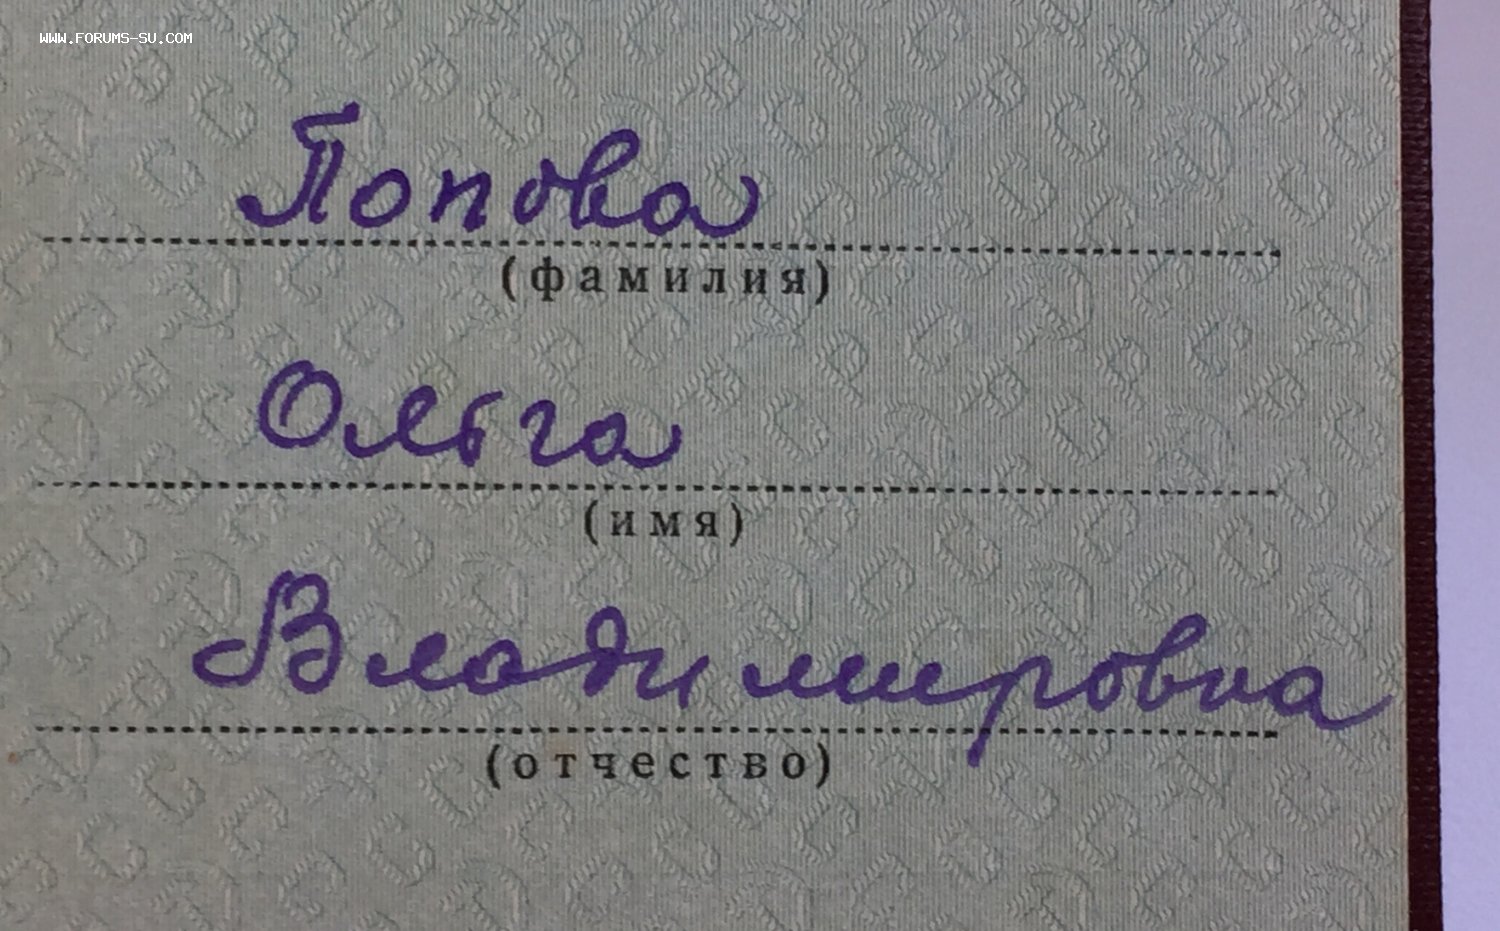 WWW.FORUMS-SU.COM
Попова
(фамилия)
Ольга
(имя)
Владимировна
(отчество)